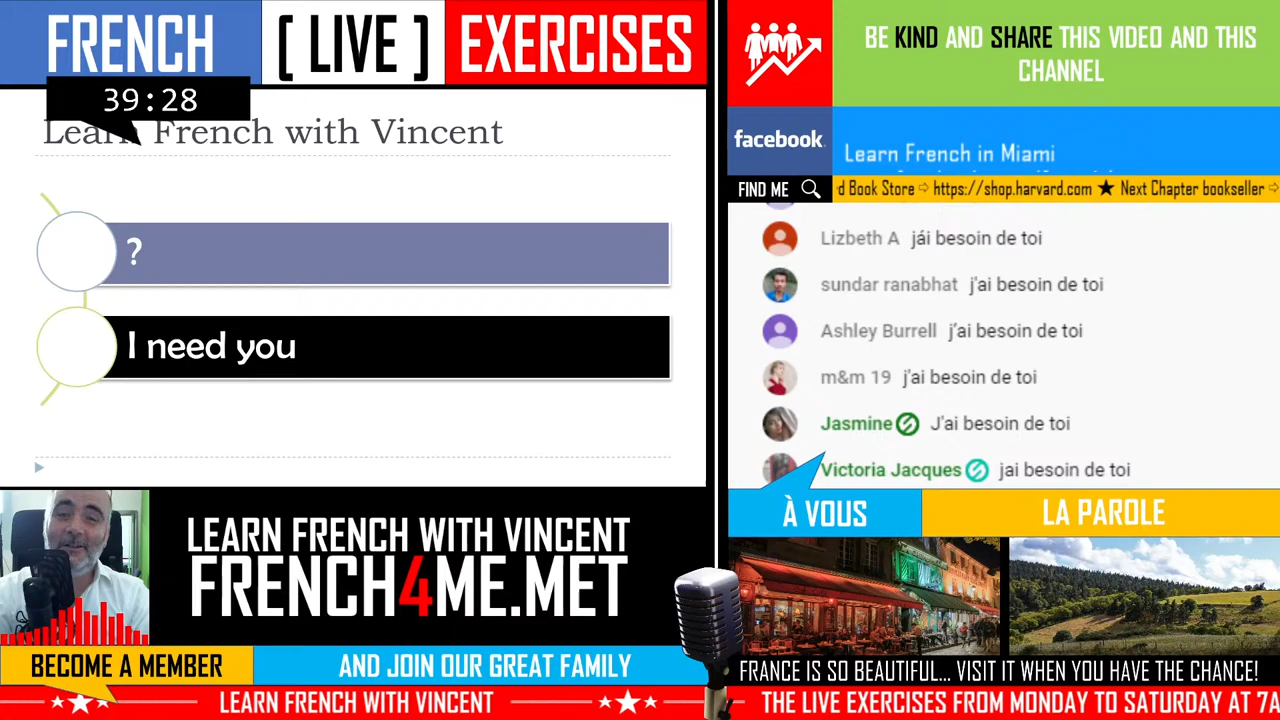 FRENCH
[ LIVE ]
EXERCISES
39:28
Learn French with Vincent
?
I need you
LEARN FRENCH WITH VINCENT
FRENCH4ME.MET
BECOME A MEMBER
AND JOIN OUR GREAT FAMILY
LEARN FRENCH WITH VINCENT
BE KIND AND SHARE THIS VIDEO AND THIS
CHANNEL
facebook.
Learn French in Miami
FIND ME
d Book Store ⇨ https://shop.harvard.com ★ Next Chapter bookseller ⇨
Lizbeth A jái besoin de toi
sundar ranabhat j'ai besoin de toi
Ashley Burrell j'ai besoin de toi
m&m 19 j'ai besoin de toi
Jasmine J'ai besoin de toi
Victoria Jacques jai besoin de toi
À VOUS
LA PAROLE
FRANCE IS SO BEAUTIFUL... VISIT IT WHEN YOU HAVE THE CHANCE!
THE LIVE EXERCISES FROM MONDAY TO SATURDAY AT 7A